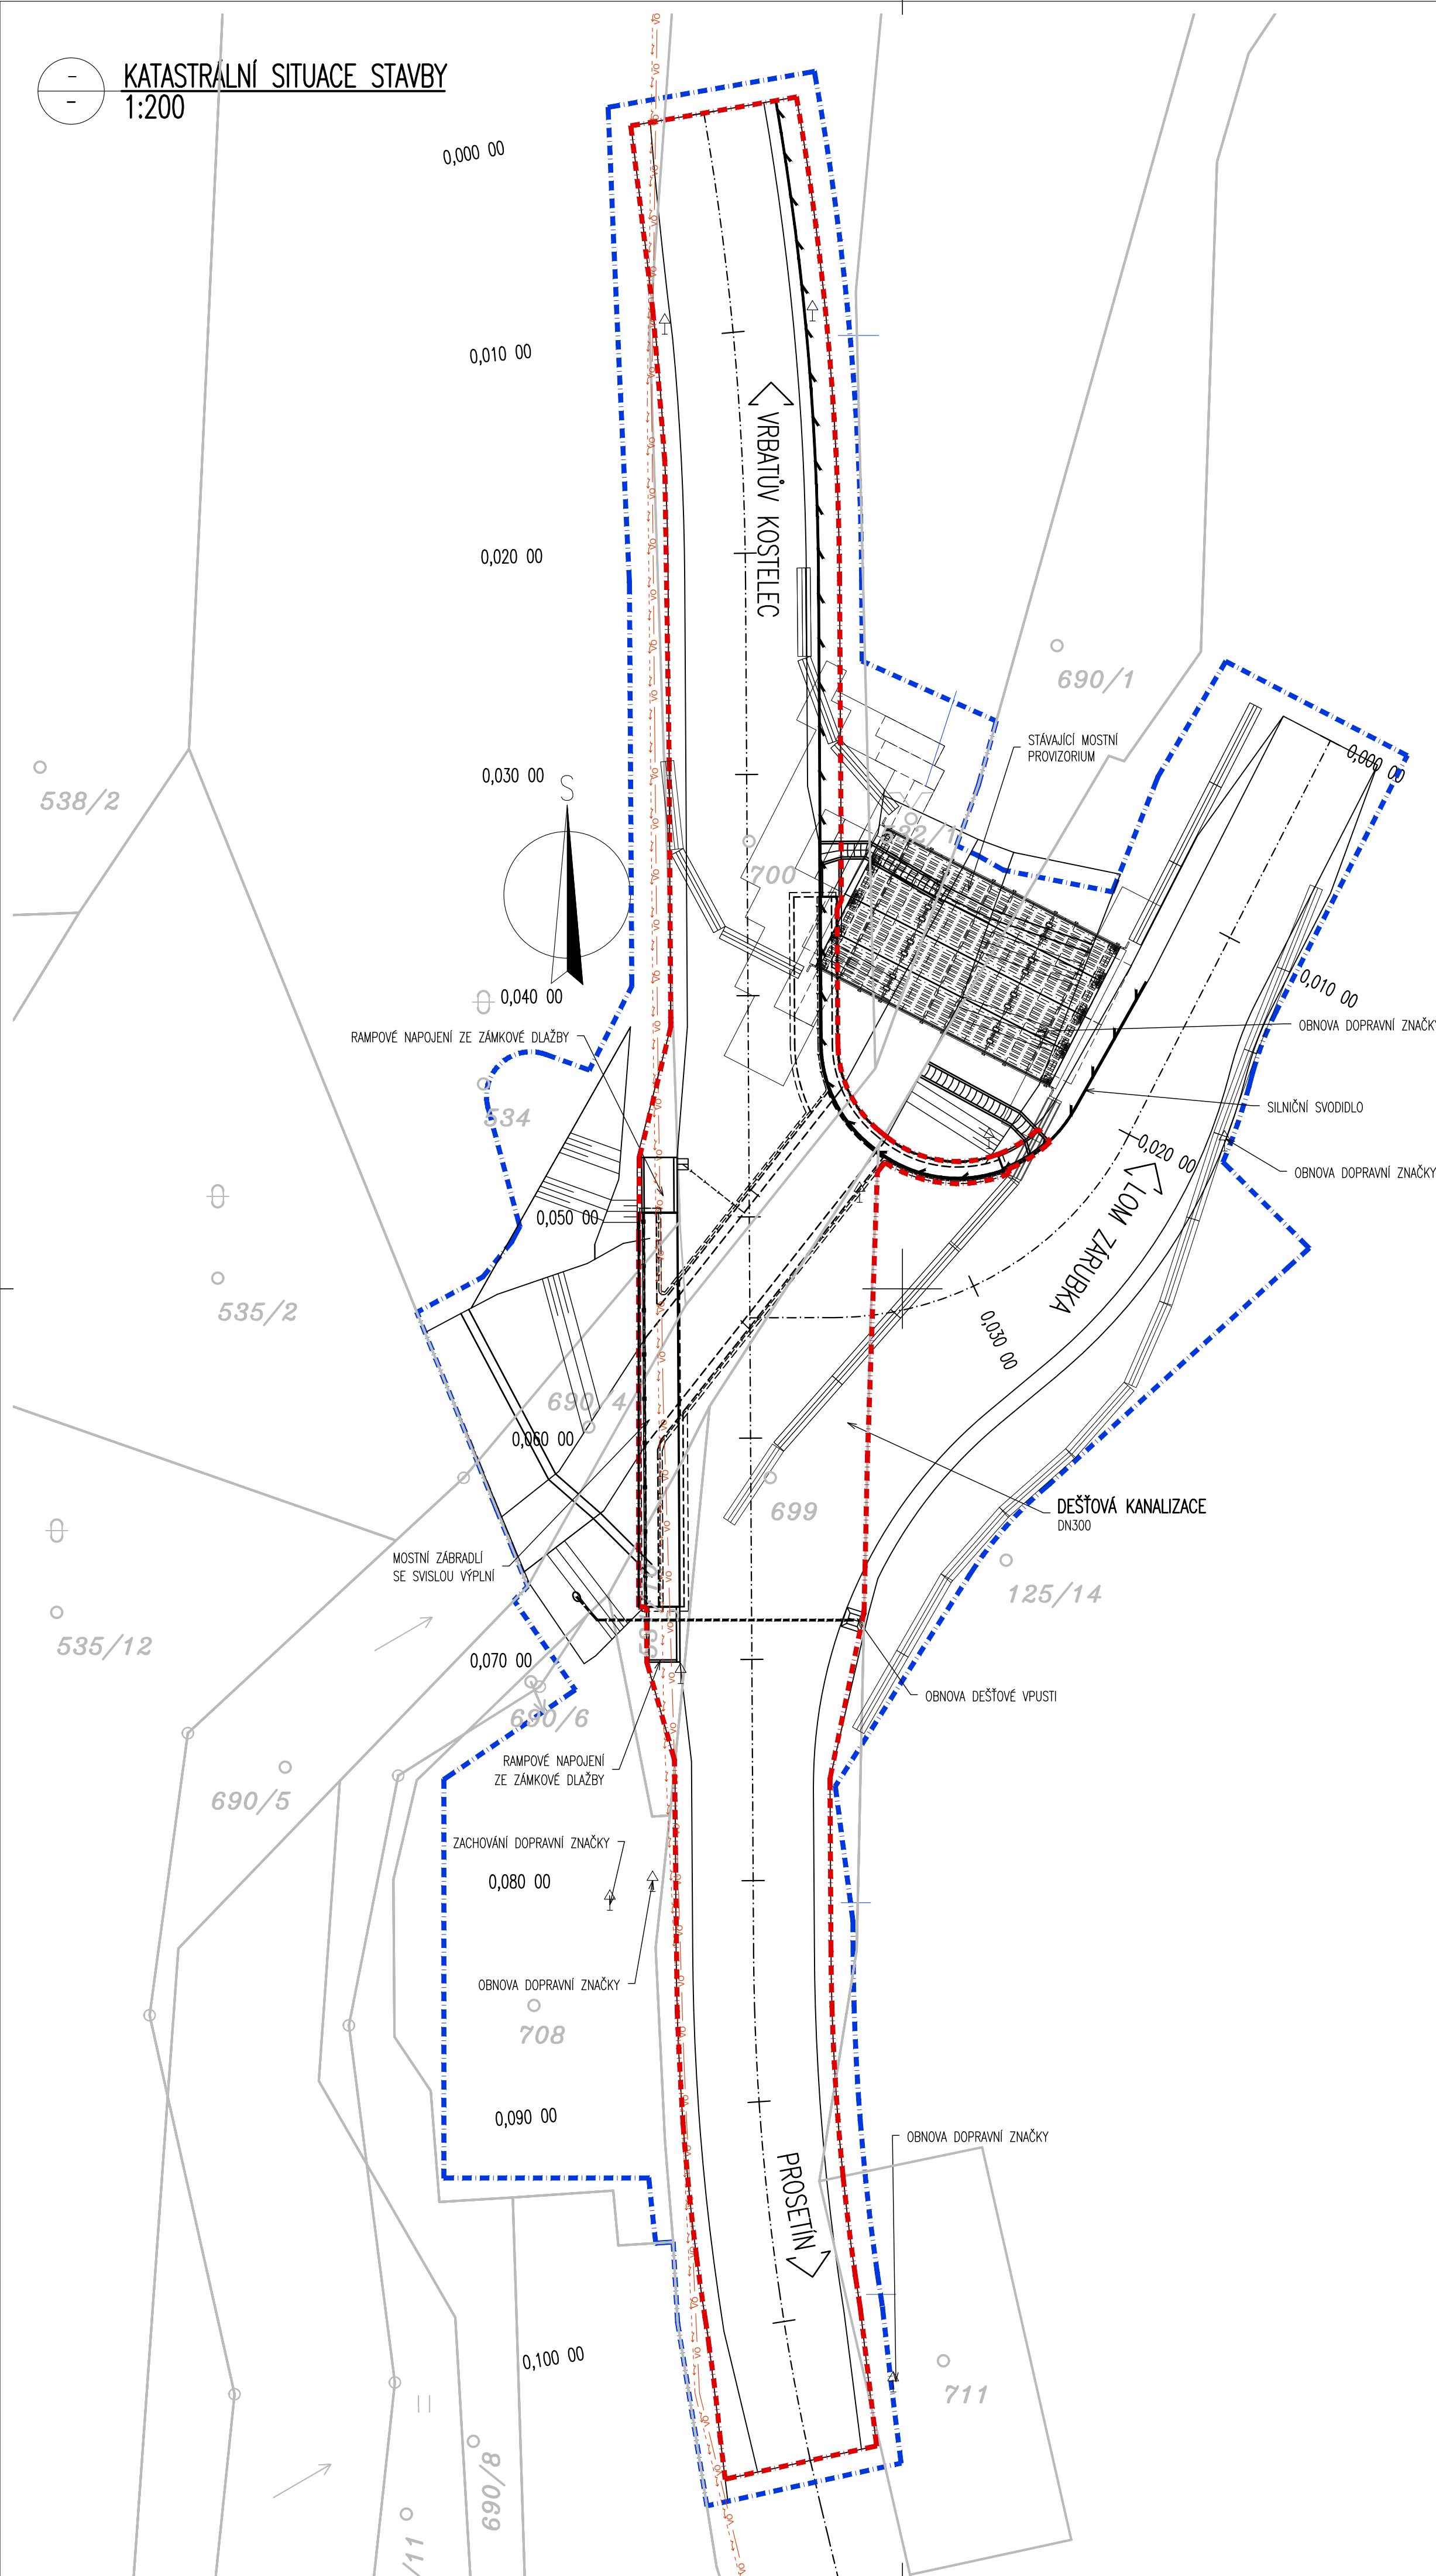 -
KATASTRÁLNÍ SITUACE STAVBY
-
1:200
0,000 00
0,010 00
VRBATŮV KOSTELEC
0,020 00
690/1
STÁVAJÍCÍ MOSTNÍ
PROVIZORIUM
0,000 00
0,030 00
S
538/2
700
0,010 00
0,040 00
RAMPOVÉ NAPOJENÍ ZE ZÁMKOVÉ DLAŽBY
OBNOVA DOPRAVNÍ ZNAČKY
534
SILNIČNÍ SVODIDLO
0,020 00
OBNOVA DOPRAVNÍ ZNAČKY
LOM ZÁRUBKA
0,050 00
535/2
0,030 00
690/4
0,060 00
699
DEŠŤOVÁ KANALIZACE
DN300
MOSTNÍ ZÁBRADLÍ
SE SVISLOU VÝPLNÍ
125/14
535/12
0,070 00
OBNOVA DEŠŤOVÉ VPUSTI
690/6
RAMPOVÉ NAPOJENÍ
ZE ZÁMKOVÉ DLAŽBY
690/5
ZACHOVÁNÍ DOPRAVNÍ ZNAČKY
0,080 00
OBNOVA DOPRAVNÍ ZNAČKY
708
0,090 00
OBNOVA DOPRAVNÍ ZNAČKY
PROSETÍN
0,100 00
711
690/8
/11